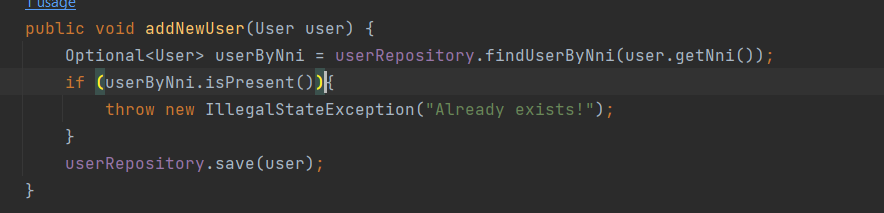 1 usage
public void addNewUser(User user) {
Optional<User> userByNni = userRepository.findUserByNni(user.getNni());
if (userByNni.isPresent()){
throw new IllegalStateException("Already exists!");
}
userRepository.save(user);
}